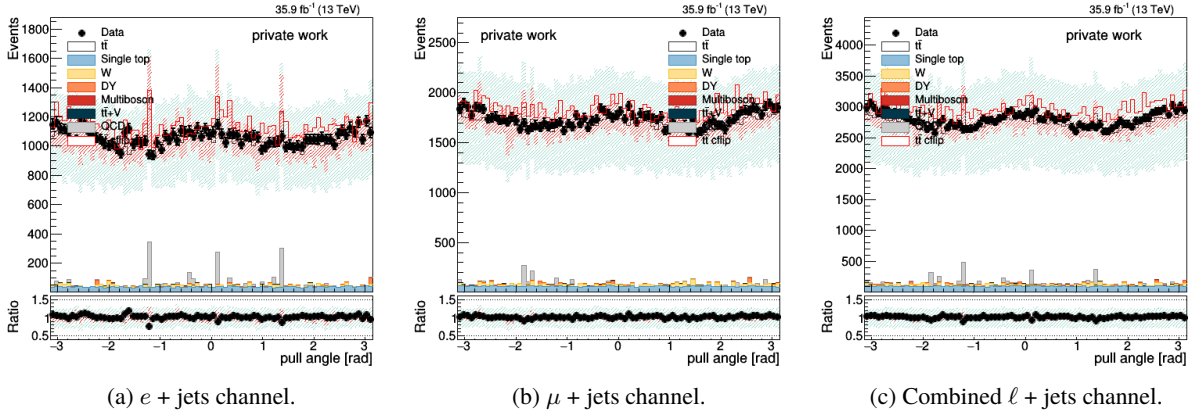 35.9 fb⁻¹ (13 TeV)
Events
1800
1600
1400
1200
1000
800
600
400
200
private work
Data
tt̄
Single top
W
DY
Multiboson
tt̄+V
QCD
tt̄ cflip
Ratio
1.5
1
0.5
−3 −2 −1 0 1 2 3
pull angle [rad]
(a) e + jets channel.
35.9 fb⁻¹ (13 TeV)
Events
2500
2000
1500
1000
500
private work
Data
tt̄
Single top
W
DY
Multiboson
tt̄+V
QCD
tt̄ cflip
Ratio
1.5
1
0.5
−3 −2 −1 0 1 2 3
pull angle [rad]
(b) μ + jets channel.
35.9 fb⁻¹ (13 TeV)
Events
4000
3500
3000
2500
2000
1500
1000
500
private work
Data
tt̄
Single top
W
DY
Multiboson
tt̄+V
QCD
tt̄ cflip
Ratio
1.5
1
0.5
−3 −2 −1 0 1 2 3
pull angle [rad]
(c) Combined ℓ + jets channel.